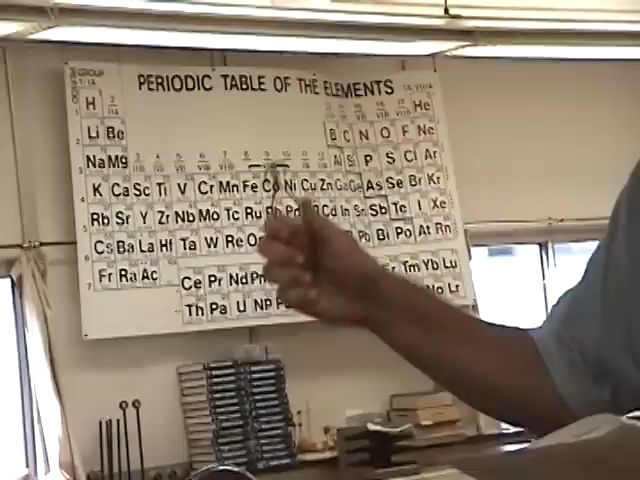 GROUP
PERIODIC TABLE OF THE ELEMENTS
H He
Li Be B C N O F Ne
Na Mg Al Si P S Cl Ar
K Ca Sc Ti V Cr Mn Fe Co Ni Cu Zn Ga Ge As Se Br Kr
Rb Sr Y Zr Nb Mo Tc Ru Rh Pd Cd In Sn Sb Te I Xe
Cs Ba La Hf Ta W Re Pb Bi Po At Rn
Fr Ra Ac
Ce Pr Nd Pm Tm Yb Lu
Th Pa U NP No Lr